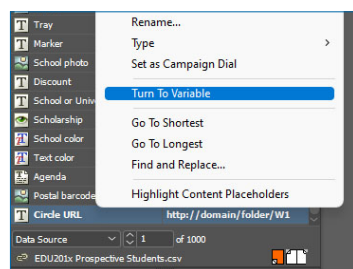 Tray
Marker
School photo
Discount
School or Univ
Scholarship
School color
Text color
Agenda
Postal barcode
Circle URL http://domain/folder/W1
Rename...
Type
Set as Campaign Dial
Turn To Variable
Go To Shortest
Go To Longest
Find and Replace...
Highlight Content Placeholders
Data Source 1 of 1000
EDU201x Prospective Students.csv